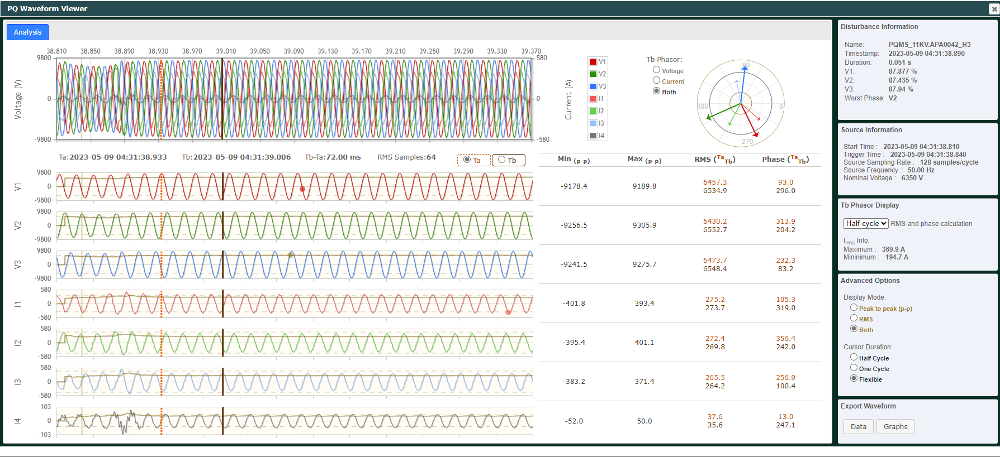 PQ Waveform Viewer
Analysis
38.810 38.850 38.890 38.930 38.970 39.010 39.050 39.090 39.130 39.170 39.210 39.250 39.290 39.330 39.370
9800 580
Voltage (V) 0 0 Current (A)
-9800 -580
V1
V2
V3
I1
I2
I3
I4
Tb Phasor:
Voltage
Current
Both
90
180 0
270
Ta:2023-05-09 04:31:38.933 Tb:2023-05-09 04:31:39.006 Tb-Ta:72.00 ms RMS Samples:64 Ta Tb
Min (p-p) Max (p-p) RMS (Ta Tb) Phase (Ta Tb)
V1 9800 0 -9800 -9178.4 9189.8 6457.3 6534.9 93.0 296.0
V2 9800 0 -9800 -9256.5 9305.9 6430.2 6552.7 313.9 204.2
V3 9800 0 -9800 -9241.5 9275.7 6473.7 6548.4 232.3 83.2
I1 580 0 -580 -401.8 393.4 275.2 273.7 105.3 319.0
I2 580 0 -580 -395.4 401.1 272.4 269.8 356.4 242.0
I3 580 0 -580 -383.2 371.4 265.5 264.2 256.9 100.4
I4 103 0 -103 -52.0 50.0 37.6 35.6 13.0 247.1
Disturbance Information
Name: PQMS_11KV.APA0042_H3
Timestamp: 2023-05-09 04:31:38.890
Duration: 0.051 s
V1: 87.877 %
V2: 87.435 %
V3: 87.94 %
Worst Phase: V2
Source Information
Start Time : 2023-05-09 04:31:38.810
Trigger Time : 2023-05-09 04:31:38.840
Source Sampling Rate : 128 samples/cycle
Source Frequency : 50.00 Hz
Nominal Voltage : 6350 V
Tb Phasor Display
Half-cycle RMS and phase calculation
Irms Info:
Maximum : 369.9 A
Mininimum : 194.7 A
Advanced Options
Display Mode:
Peak to peak (p-p)
RMS
Both
Cursor Duration:
Half Cycle
One Cycle
Flexible
Export Waveform
Data Graphs